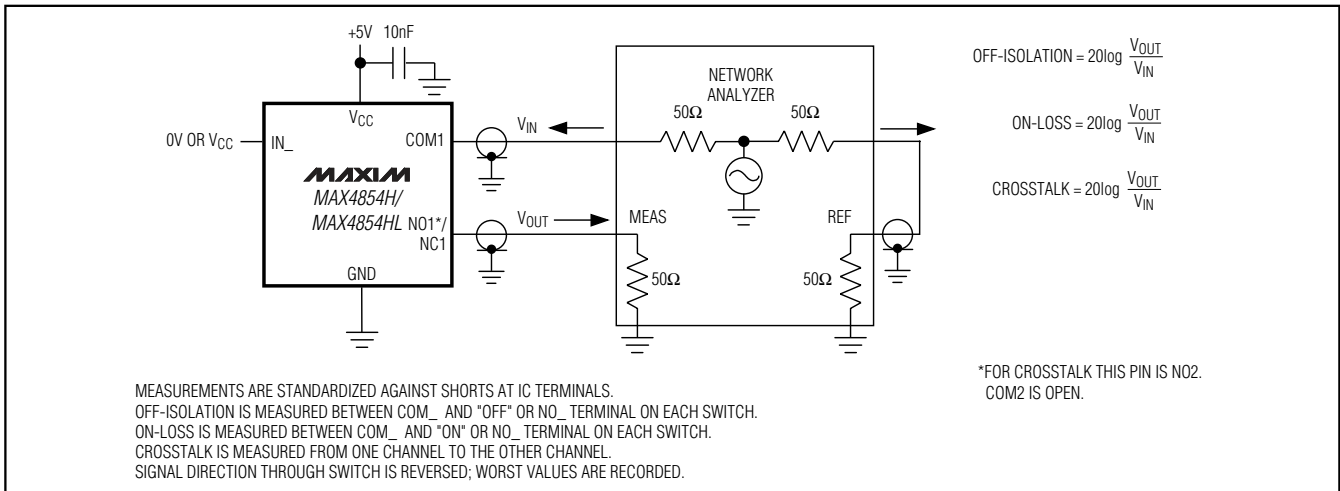 +5V 10nF
VCC
0V OR VCC
IN_
COM1
MAXIM
MAX4854H/
MAX4854HL
NO1*/
NC1
GND
VIN
VOUT
NETWORK
ANALYZER
50Ω 50Ω
MEAS REF
50Ω 50Ω
OFF-ISOLATION = 20log VOUT
VIN
ON-LOSS = 20log VOUT
VIN
CROSSTALK = 20log VOUT
VIN
*FOR CROSSTALK THIS PIN IS NO2.
COM2 IS OPEN.
MEASUREMENTS ARE STANDARDIZED AGAINST SHORTS AT IC TERMINALS.
OFF-ISOLATION IS MEASURED BETWEEN COM_ AND "OFF" OR NO_ TERMINAL ON EACH SWITCH.
ON-LOSS IS MEASURED BETWEEN COM_ AND "ON" OR NO_ TERMINAL ON EACH SWITCH.
CROSSTALK IS MEASURED FROM ONE CHANNEL TO THE OTHER CHANNEL.
SIGNAL DIRECTION THROUGH SWITCH IS REVERSED; WORST VALUES ARE RECORDED.